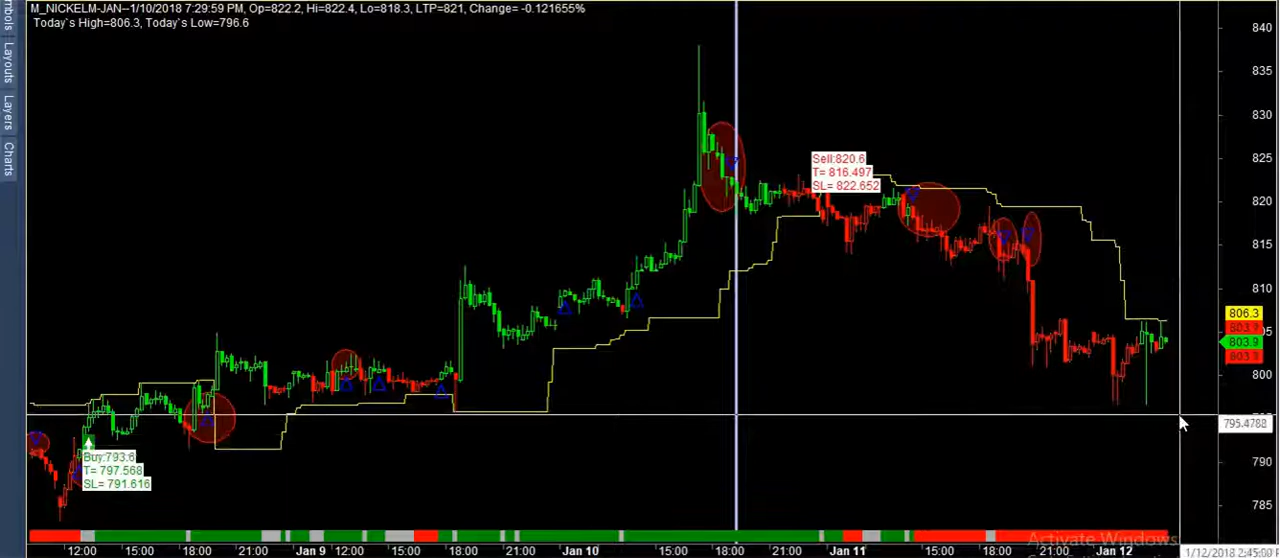 M_NICKELM-JAN--1/10/2018 7:29:59 PM, Op=822.2, Hi=822.4, Lo=818.3, LTP=821, Change= -0.121655%
Today`s High=806.3, Today`s Low=796.6
Layouts
Layers
Charts
840
835
830
825
820
815
810
800
790
785
806.3
803.9
795.4788
Sell:820.6
T= 816.497
SL= 822.652
Buy:793.6
T= 797.568
SL= 791.616
Activate Windows
12:00 15:00 18:00 21:00 Jan 9 12:00 15:00 18:00 21:00 Jan 10 15:00 18:00 21:00 Jan 11 15:00 18:00 21:00 Jan 12